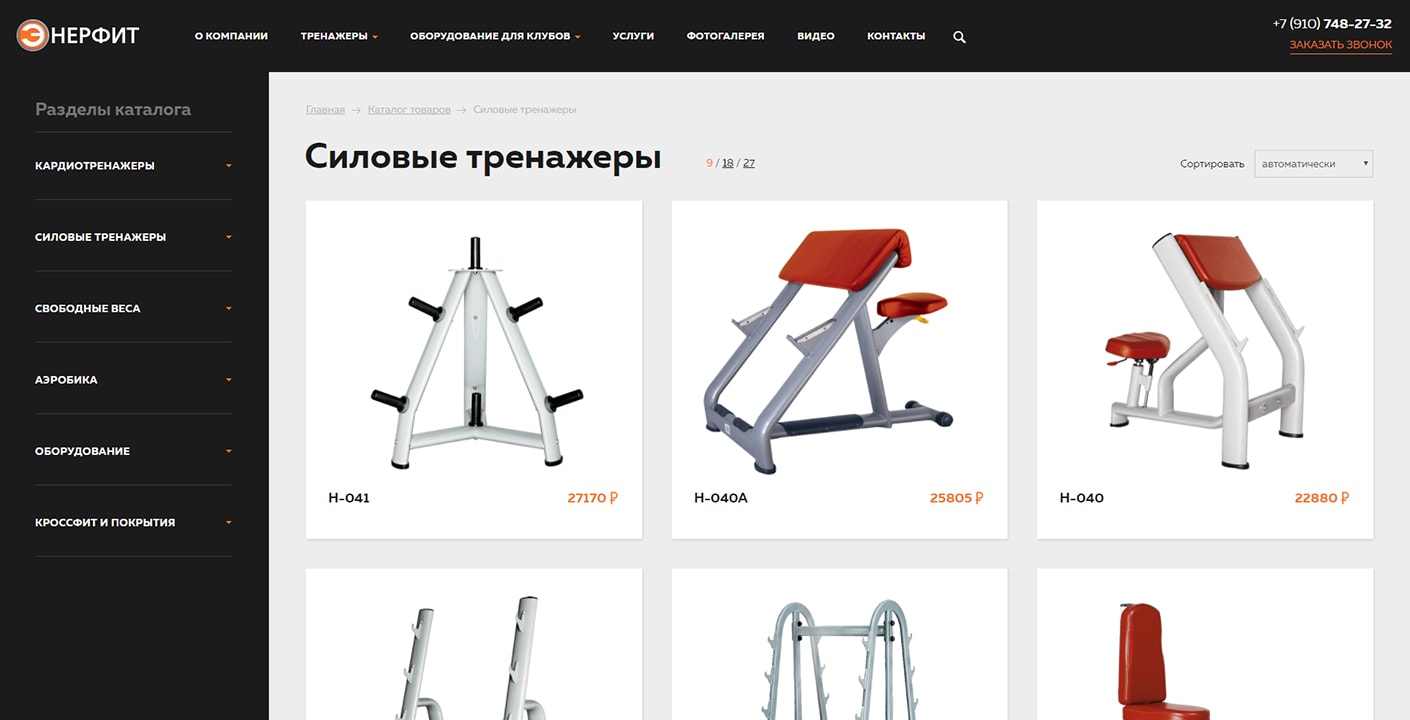 ЭНЕРФИТ
О КОМПАНИИ
ТРЕНАЖЕРЫ
ОБОРУДОВАНИЕ ДЛЯ КЛУБОВ
УСЛУГИ
ФОТОГАЛЕРЕЯ
ВИДЕО
КОНТАКТЫ
+7 (910) 748-27-32
ЗАКАЗАТЬ ЗВОНОК
Разделы каталога
КАРДИОТРЕНАЖЕРЫ
СИЛОВЫЕ ТРЕНАЖЕРЫ
СВОБОДНЫЕ ВЕСА
АЭРОБИКА
ОБОРУДОВАНИЕ
КРОССФИТ И ПОКРЫТИЯ
Главная → Каталог товаров → Силовые тренажеры
Силовые тренажеры
9 / 18 / 27
Сортировать
автоматически
H-041
27170 ₽
H-040A
25805 ₽
H-040
22880 ₽